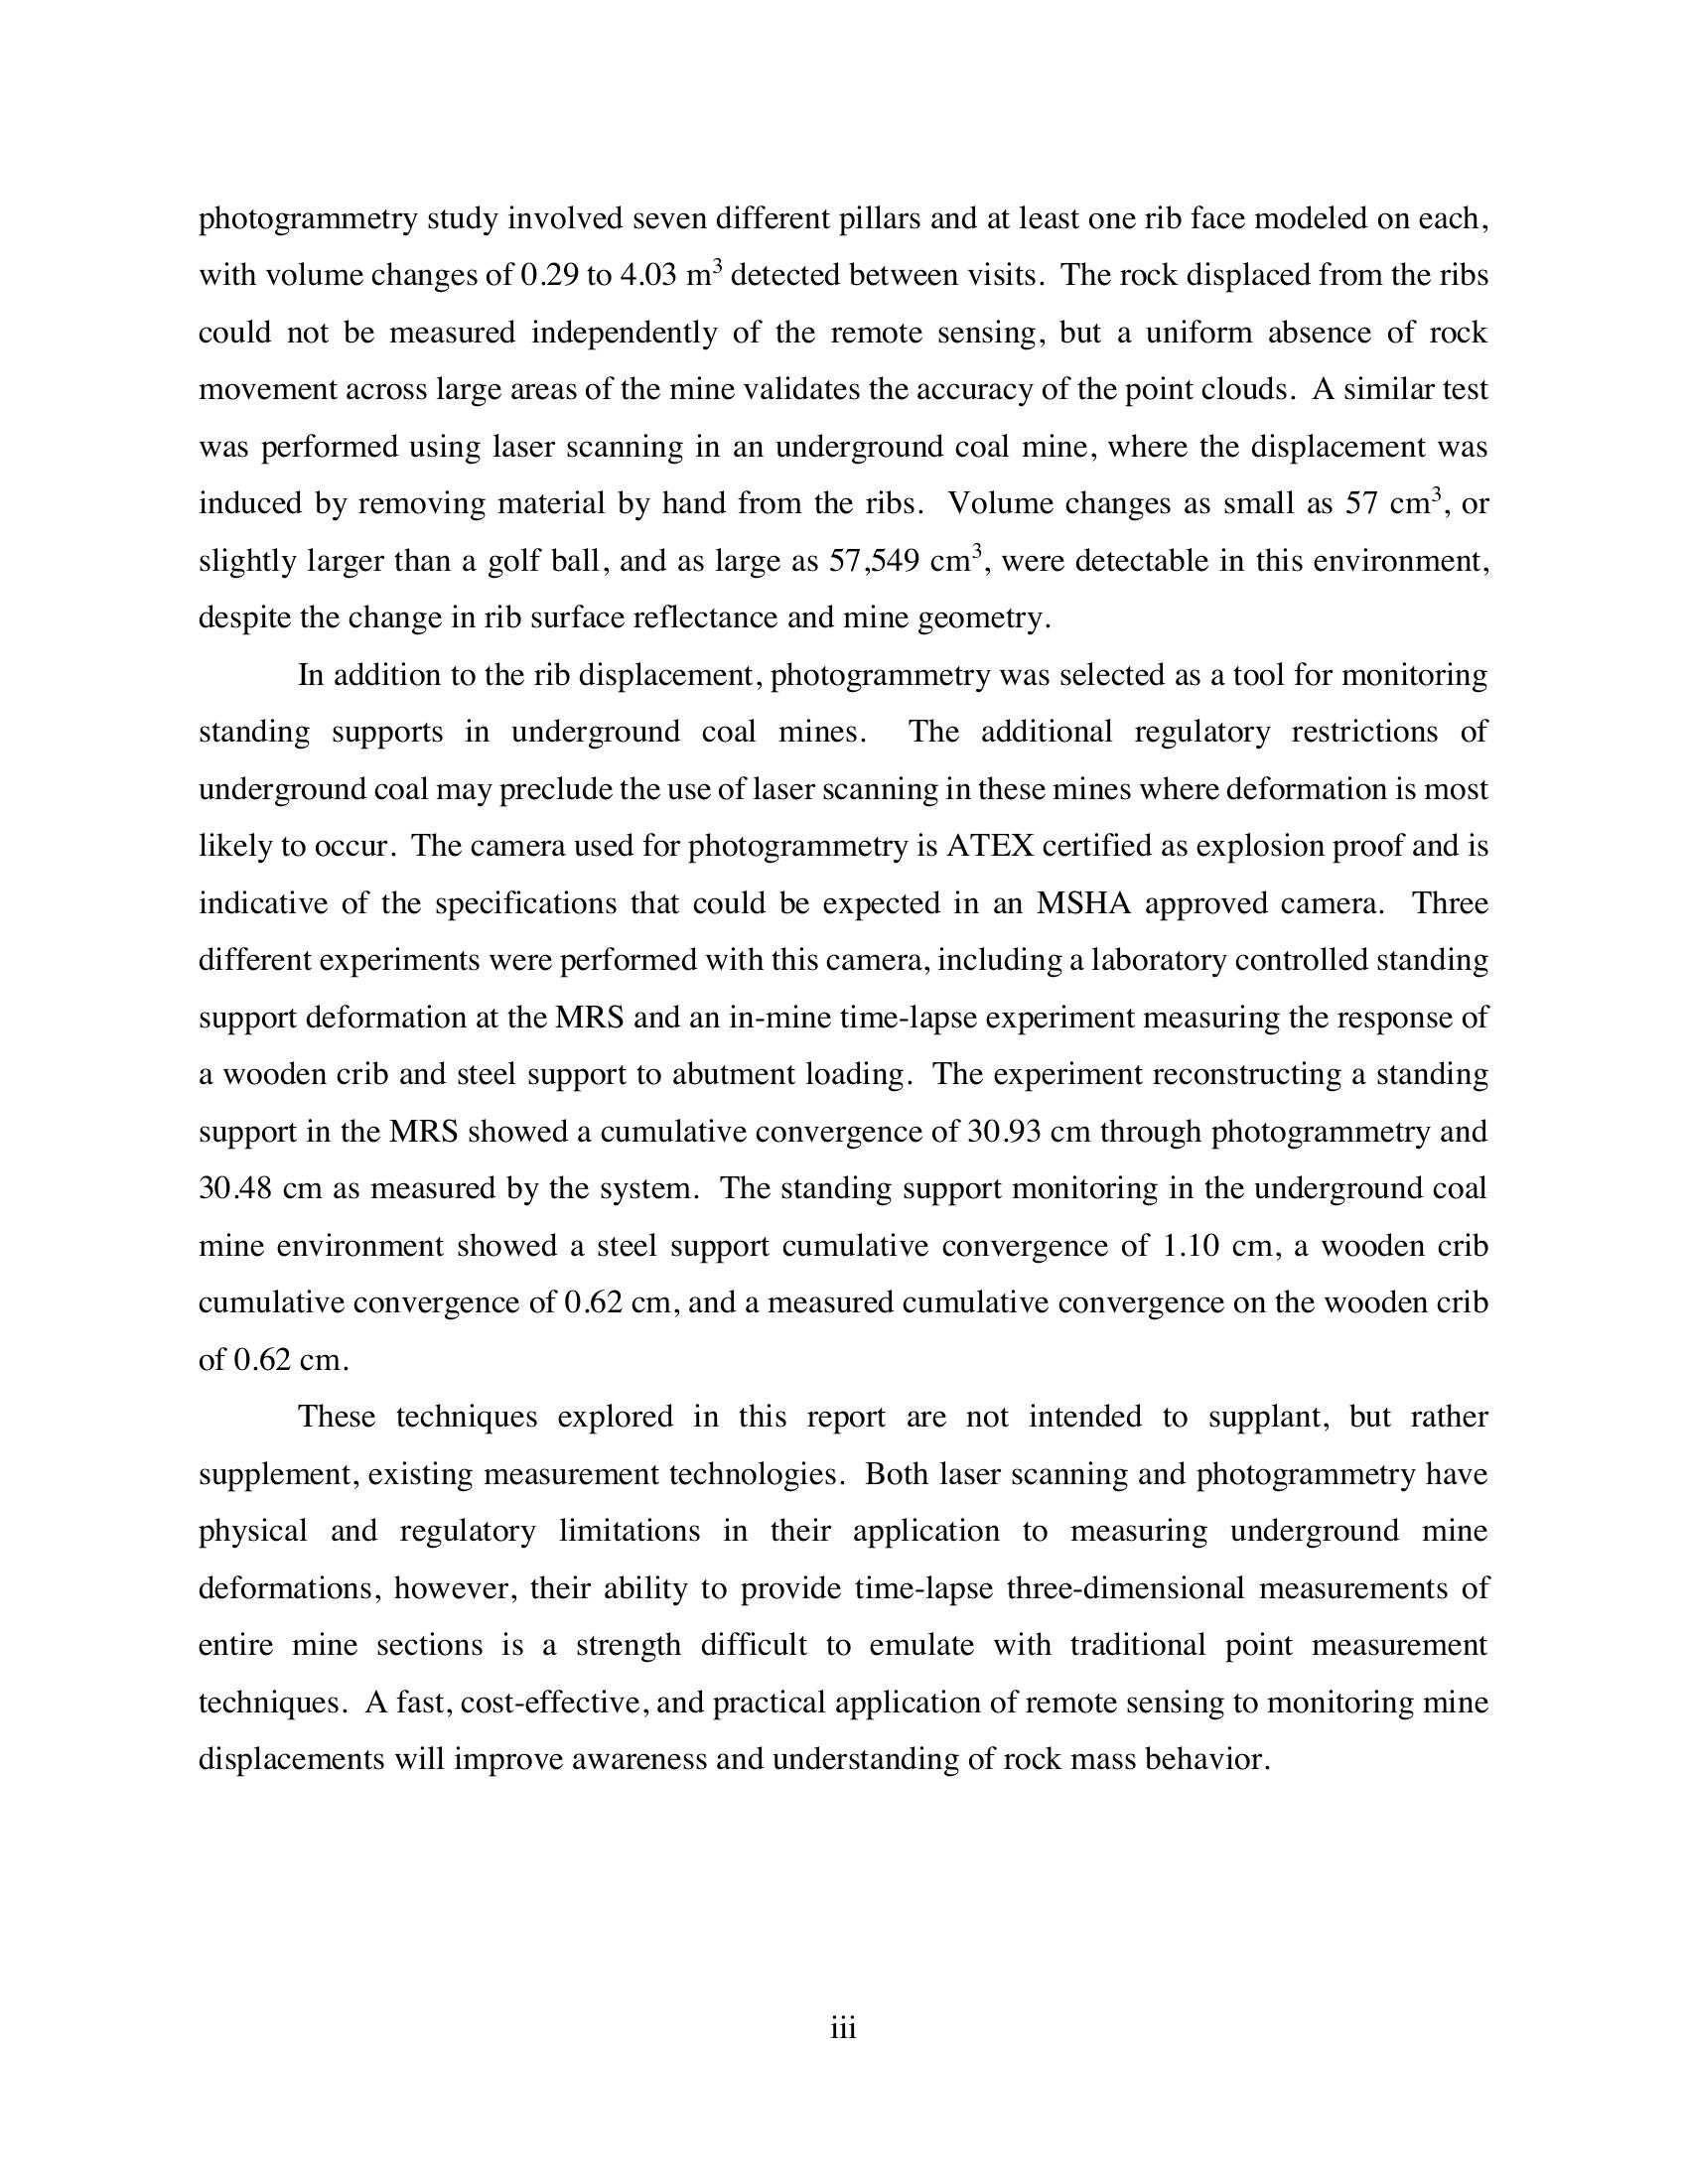 photogrammetry study involved seven different pillars and at least one rib face modeled on each,
with volume changes of 0.29 to 4.03 m³ detected between visits.  The rock displaced from the ribs
could not be measured independently of the remote sensing, but a uniform absence of rock
movement across large areas of the mine validates the accuracy of the point clouds.  A similar test
was performed using laser scanning in an underground coal mine, where the displacement was
induced by removing material by hand from the ribs.  Volume changes as small as 57 cm³, or
slightly larger than a golf ball, and as large as 57,549 cm³, were detectable in this environment,
despite the change in rib surface reflectance and mine geometry.
In addition to the rib displacement, photogrammetry was selected as a tool for monitoring
standing supports in underground coal mines.  The additional regulatory restrictions of
underground coal may preclude the use of laser scanning in these mines where deformation is most
likely to occur.  The camera used for photogrammetry is ATEX certified as explosion proof and is
indicative of the specifications that could be expected in an MSHA approved camera.  Three
different experiments were performed with this camera, including a laboratory controlled standing
support deformation at the MRS and an in-mine time-lapse experiment measuring the response of
a wooden crib and steel support to abutment loading.  The experiment reconstructing a standing
support in the MRS showed a cumulative convergence of 30.93 cm through photogrammetry and
30.48 cm as measured by the system.  The standing support monitoring in the underground coal
mine environment showed a steel support cumulative convergence of 1.10 cm, a wooden crib
cumulative convergence of 0.62 cm, and a measured cumulative convergence on the wooden crib
of 0.62 cm.
These techniques explored in this report are not intended to supplant, but rather
supplement, existing measurement technologies.  Both laser scanning and photogrammetry have
physical and regulatory limitations in their application to measuring underground mine
deformations, however, their ability to provide time-lapse three-dimensional measurements of
entire mine sections is a strength difficult to emulate with traditional point measurement
techniques.  A fast, cost-effective, and practical application of remote sensing to monitoring mine
displacements will improve awareness and understanding of rock mass behavior.
iii